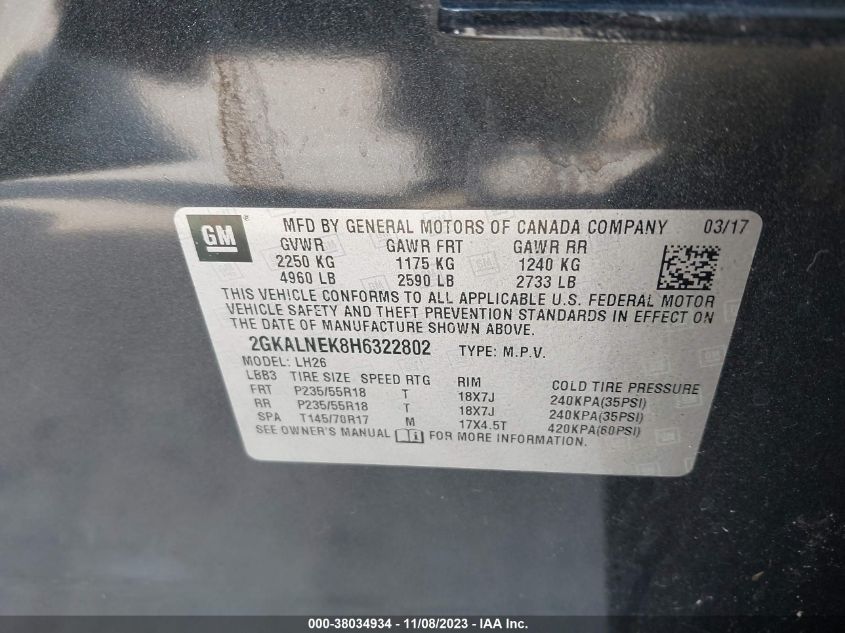 GM ® MFD BY GENERAL MOTORS OF CANADA COMPANY 03/17
GVWR GAWR FRT GAWR RR
2250 KG 1175 KG 1240 KG
4960 LB 2590 LB 2733 LB
THIS VEHICLE CONFORMS TO ALL APPLICABLE U.S. FEDERAL MOTOR
VEHICLE SAFETY AND THEFT PREVENTION STANDARDS IN EFFECT ON
THE DATE OF MANUFACTURE SHOWN ABOVE.
2GKALNEK8H6322802 TYPE: M.P.V.
MODEL: LH26
LBB3 TIRE SIZE SPEED RTG RIM COLD TIRE PRESSURE
FRT P235/55R18 T 18X7J 240KPA(35PSI)
RR P235/55R18 T 18X7J 240KPA(35PSI)
SPA T145/70R17 M 17X4.5T 420KPA(60PSI)
SEE OWNER'S MANUAL FOR MORE INFORMATION.
000-38034934 - 11/08/2023 - IAA Inc.